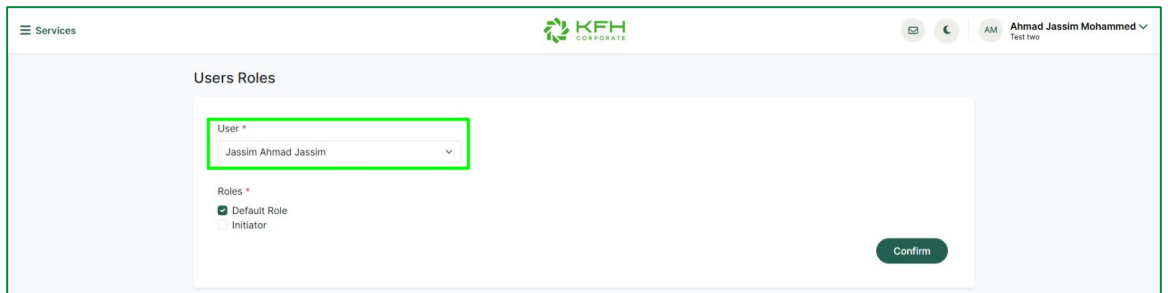 Services
KFH
CORPORATE
AM
Ahmad Jassim Mohammed
Test two
Users Roles
User *
Jassim Ahmad Jassim
Roles *
Default Role
Initiator
Confirm